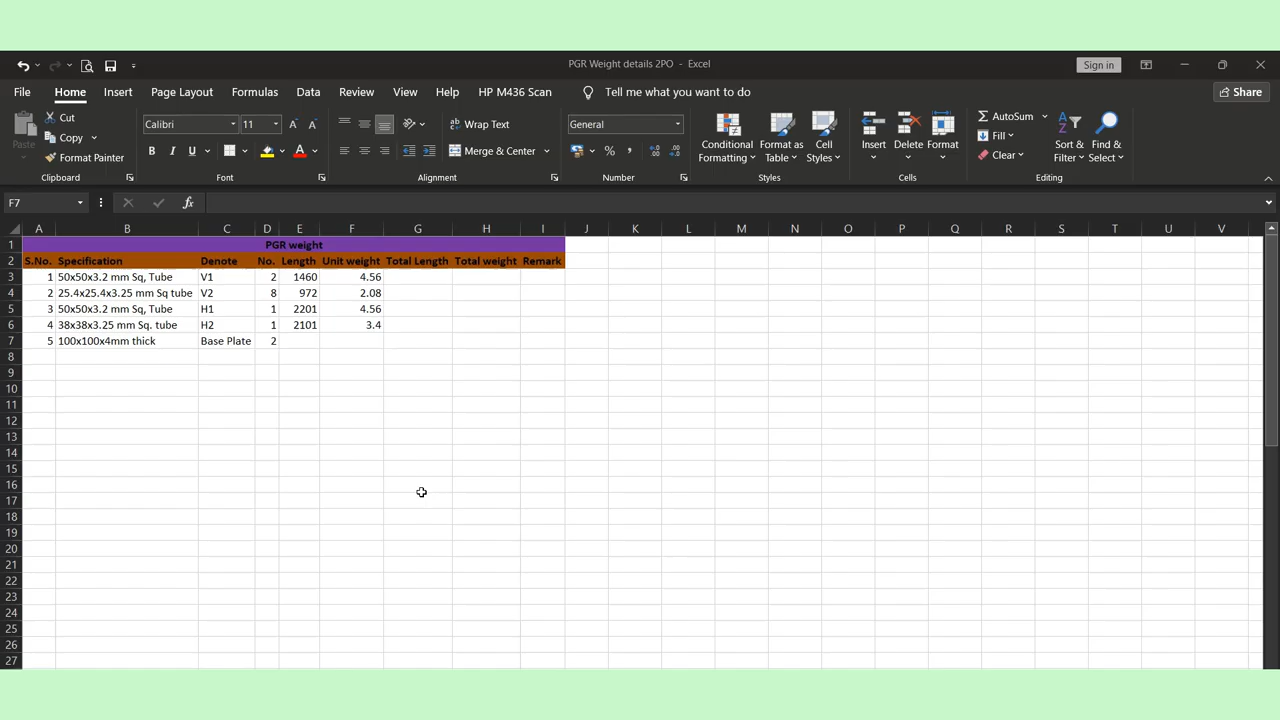 PGR Weight details 2PO - Excel
Sign in
File Home Insert Page Layout Formulas Data Review View Help HP M436 Scan Tell me what you want to do Share
Paste Cut Copy Format Painter Clipboard
Calibri 11 B I U A Font
Wrap Text Merge & Center Alignment
General % , Number
Conditional Formatting Format as Table Cell Styles Styles
Insert Delete Format Cells
AutoSum Fill Clear Sort & Filter Find & Select Editing
F7 fx
A B C D E F G H I J K L M N O P Q R S T U V
1 PGR weight
2 S.No. Specification Denote No. Length Unit weight Total Length Total weight Remark
3 1 50x50x3.2 mm Sq, Tube V1 2 1460 4.56
4 2 25.4x25.4x3.25 mm Sq tube V2 8 972 2.08
5 3 50x50x3.2 mm Sq, Tube H1 1 2201 4.56
6 4 38x38x3.25 mm Sq. tube H2 1 2101 3.4
7 5 100x100x4mm thick Base Plate 2
8
9
10
11
12
13
14
15
16
17
18
19
20
21
22
23
24
25
26
27